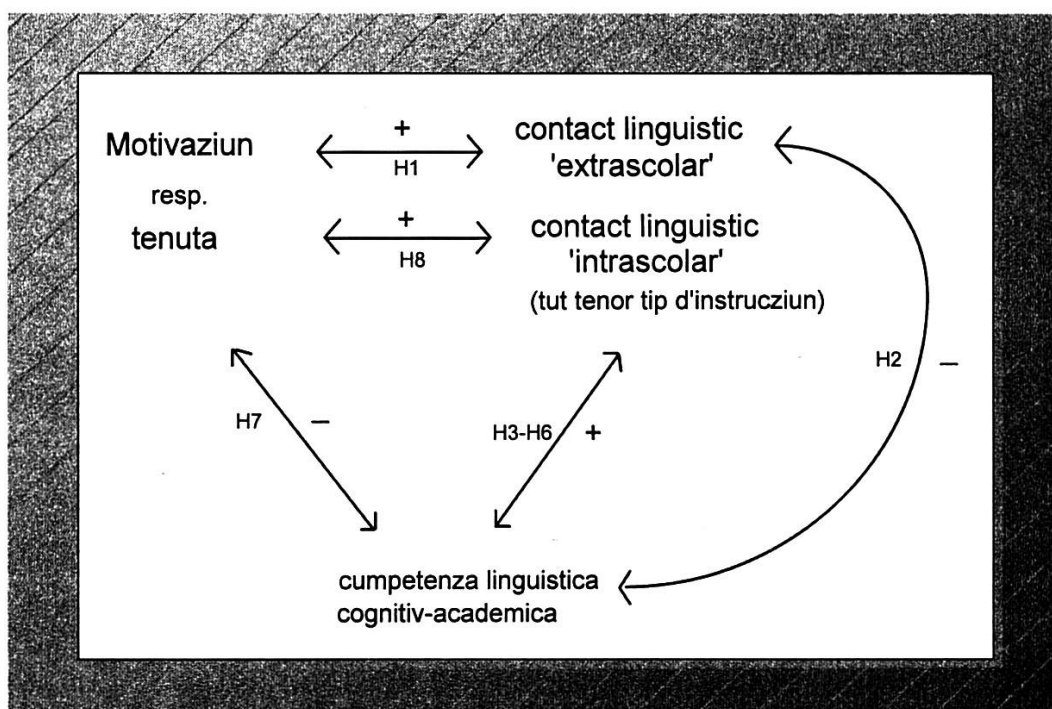 Motivaziun
resp.
tenuta
+
H1
contact linguistic
'extrascolar'
+
H8
contact linguistic
'intrascolar'
(tut tenor tip d'instrucziun)
H2 –
H7 –
H3-H6 +
cumpetenza linguistica
cognitiv-academica